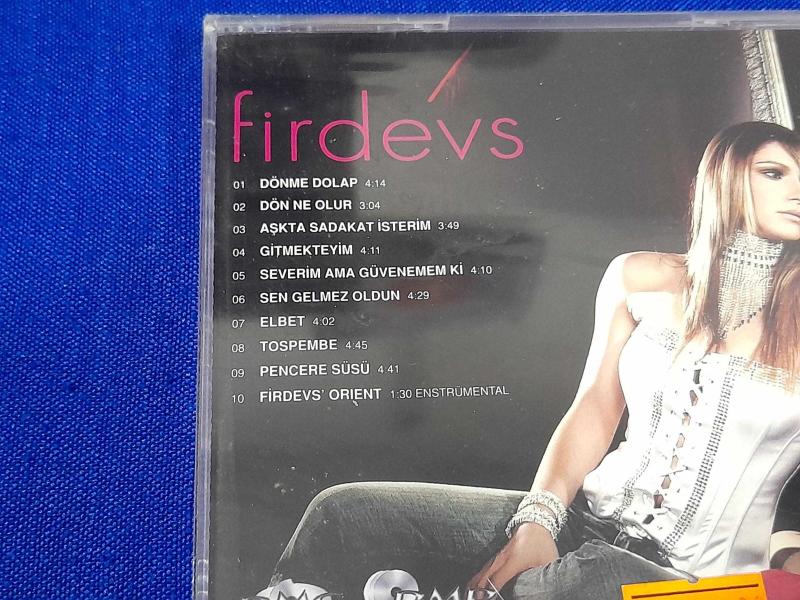 firdevs
01 DÖNME DOLAP 4:14
02 DÖN NE OLUR 3:04
03 AŞKTA SADAKAT İSTERİM 3:49
04 GİTMEKTEYİM 4:11
05 SEVERİM AMA GÜVENEMEM Kİ 4:10
06 SEN GELMEZ OLDUN 4:29
07 ELBET 4:02
08 TOSPEMBE 4:45
09 PENCERE SÜSÜ 4:41
10 FİRDEVS' ORIENT 1:30 ENSTRÜMENTAL